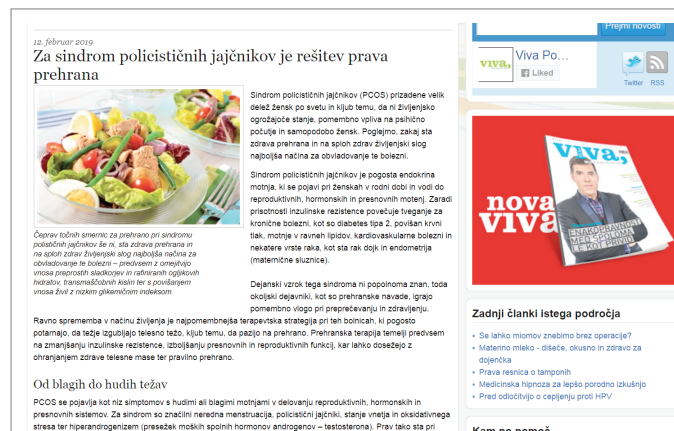 12. februar 2019
Za sindrom policističnih jajčnikov je rešitev prava
prehrana
Sindrom policističnih jajčnikov (PCOS) prizadene velik
delež žensk po svetu in kljub temu, da ni življenjsko
ogrožajoče stanje, pomembno vpliva na psihično
počutje in samopodobo žensk. Poglejmo, zakaj sta
zdrava prehrana in na sploh zdrav življenjski slog
najboljša načina za obvladovanje te bolezni.
Sindrom policističnih jajčnikov je pogosta endokrina
motnja, ki se pojavi pri ženskah v rodni dobi in vodi do
reproduktivnih, hormonskih in presnovnih motenj. Zaradi
prisotnosti inzulinske rezistence povečuje tveganje za
kronične bolezni, kot so diabetes tipa 2, povišan krvni
tlak, motnje v ravneh lipidov, kardiovaskularne bolezni in
nekatere vrste raka, kot sta rak dojk in endometrija
(maternične sluznice).
Čeprav točnih smernic za prehrano pri sindromu
polističnih jajčnikov še ni, sta zdrava prehrana in
na sploh zdrav življenjski slog najboljša načina za
obvladovanje te bolezni – predvsem z omejitvijo
vnosa preprostih sladkorjev in rafiniranih ogljikovih
hidratov, transmaščobnih kislin ter s povišanjem
vnosa živil z nizkim glikemičnim indeksom.
Dejanski vzrok tega sindroma ni popolnoma znan, toda
okoljski dejavniki, kot so prehranske navade, igrajo
pomembno vlogo pri preprečevanju in zdravljenju.
Ravno sprememba v načinu življenja je najpomembnejša terapevtska strategija pri teh bolnicah, ki pogosto
potarnajo, da težje izgubljajo telesno težo, kljub temu, da pazijo na prehrano. Prehranska terapija temelji predvsem
na zmanjšanju inzulinske rezistence, izboljšanju presnovnih in reproduktivnih funkcij, kar lahko dosežejo z
ohranjanjem zdrave telesne mase ter pravilno prehrano.
Od blagih do hudih težav
PCOS se pojavlja kot niz simptomov s hudimi ali blagimi motnjami v delovanju reproduktivnih, hormonskih in
presnovnih sistemov. Za sindrom so značilni neredna menstruacija, policistični jajčniki, stanje vnetja in oksidativnega
stresa ter hiperandrogenizem (presežek moških spolnih hormonov androgenov – testosterona). Prav tako sta pri
Prejmi novosti
viva,
Viva Po…
Liked
Twitter RSS
nova
viva
viva,
ENAKOPRAVNOST
MED SPOLOMA
LE KOT PRIVID
Zadnji članki istega področja
Se lahko miomov znebimo brez operacije?
Materino mleko - dišeče, okusno in zdravo za
dojenčka
Prava resnica o tamponih
Medicinska hipnoza za lepšo porodno izkušnjo
Pred odločitvijo o cepljenju proti HPV
Kam po pomoč